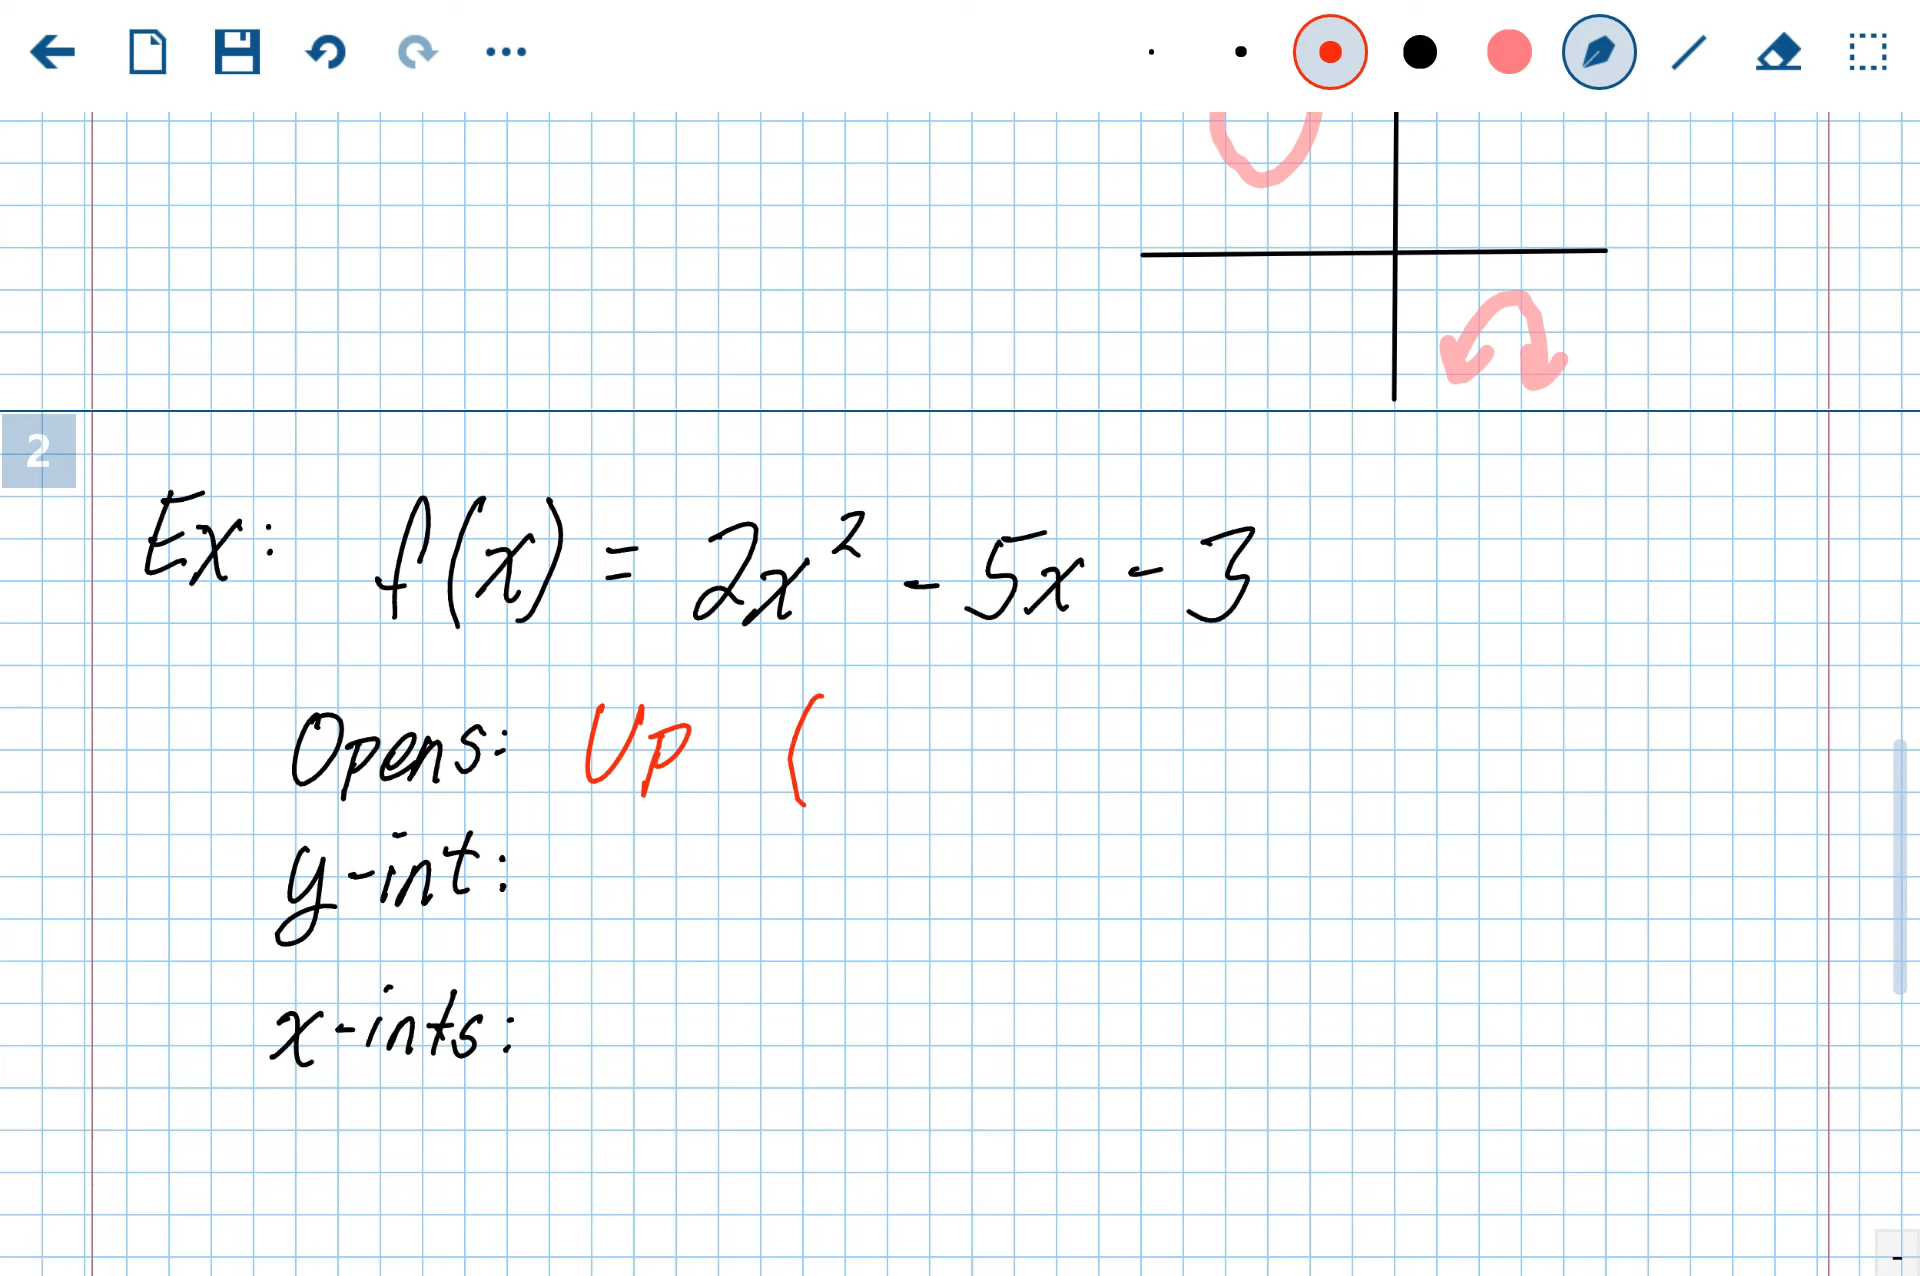 2
Ex: f(x) = 2x² - 5x - 3
Opens: Up (
y-int:
x-ints: